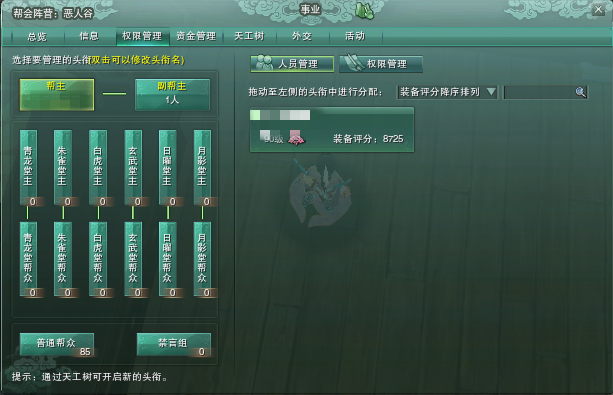 帮会阵营：恶人谷
事业
总览 信息 权限管理 资金管理 天工树 外交 活动
选择要管理的头衔(双击可以修改头衔名)
人员管理 权限管理
帮主 副帮主
1人
拖动至左侧的头衔中进行分配： 装备评分降序排列
装备评分：8725
青龙堂主 朱雀堂主 白虎堂主 玄武堂主 日曜堂主 月影堂主
0 0 0 0 0 0
青龙堂帮众 朱雀堂帮众 白虎堂帮众 玄武堂帮众 日曜堂帮众 月影堂帮众
0 0 0 0 0 0
普通帮众 禁言组
85 0
提示：通过天工树可开启新的头衔。